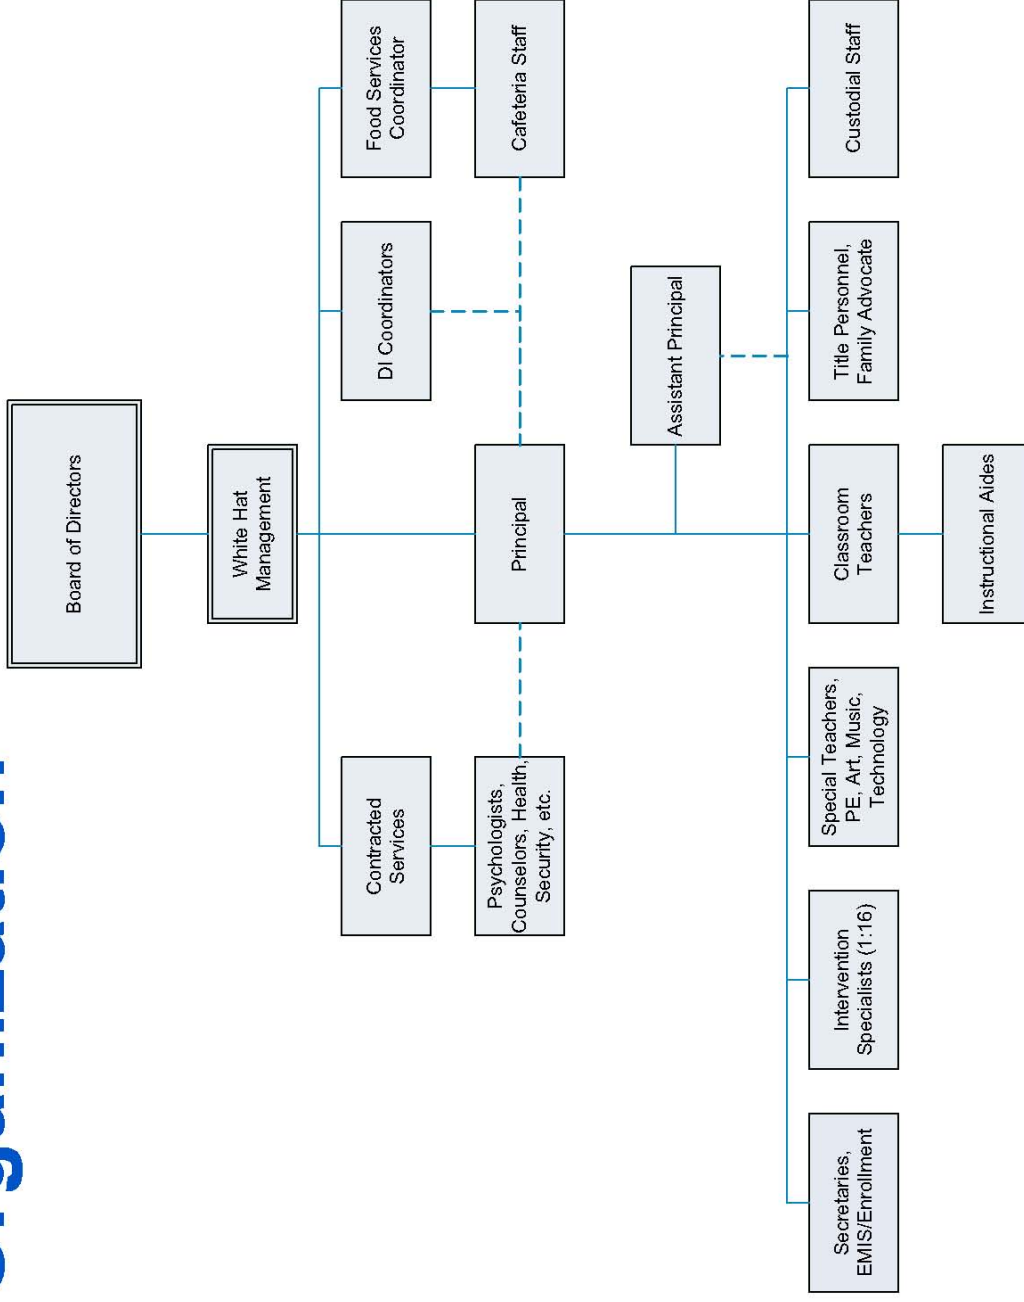 Organization
Board of Directors
White Hat
Management
Contracted
Services
DI Coordinators
Food Services
Coordinator
Psychologists,
Counselors, Health,
Security, etc.
Principal
Cafeteria Staff
Assistant Principal
Secretaries,
EMIS/Enrollment
Intervention
Specialists (1:16)
Special Teachers,
PE, Art, Music,
Technology
Classroom
Teachers
Title Personnel,
Family Advocate
Custodial Staff
Instructional Aides